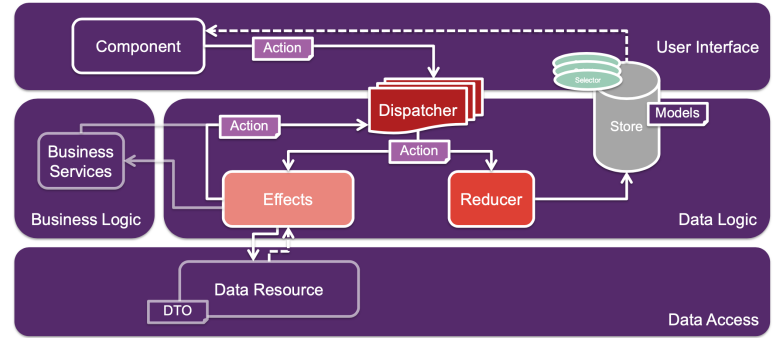 Component
Action
User Interface
Selector
Dispatcher
Models
Store
Action
Business
Services
Action
Effects
Reducer
Business Logic
Data Logic
Data Resource
DTO
Data Access